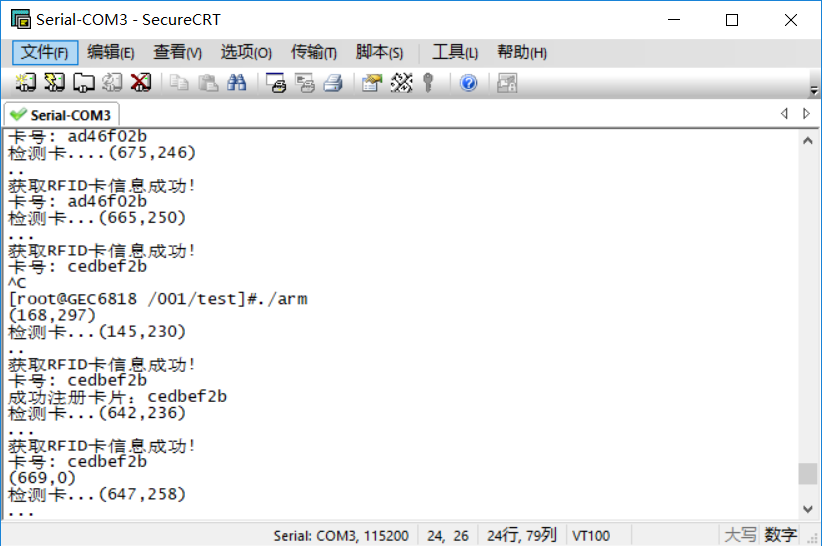 Serial-COM3 - SecureCRT
文件(F) 编辑(E) 查看(V) 选项(O) 传输(T) 脚本(S) 工具(L) 帮助(H)
Serial-COM3
卡号: ad46f02b
检测卡....(675,246)
..
获取RFID卡信息成功!
卡号: ad46f02b
检测卡...(665,250)
...
获取RFID卡信息成功!
卡号: cedbef2b
^C
[root@GEC6818 /001/test]#./arm
(168,297)
检测卡...(145,230)
..
获取RFID卡信息成功!
卡号: cedbef2b
成功注册卡片：cedbef2b
检测卡...(642,236)
...
获取RFID卡信息成功!
卡号: cedbef2b
(669,0)
检测卡...(647,258)
...
Serial: COM3, 115200 24, 26 24行, 79列 VT100 大写 数字